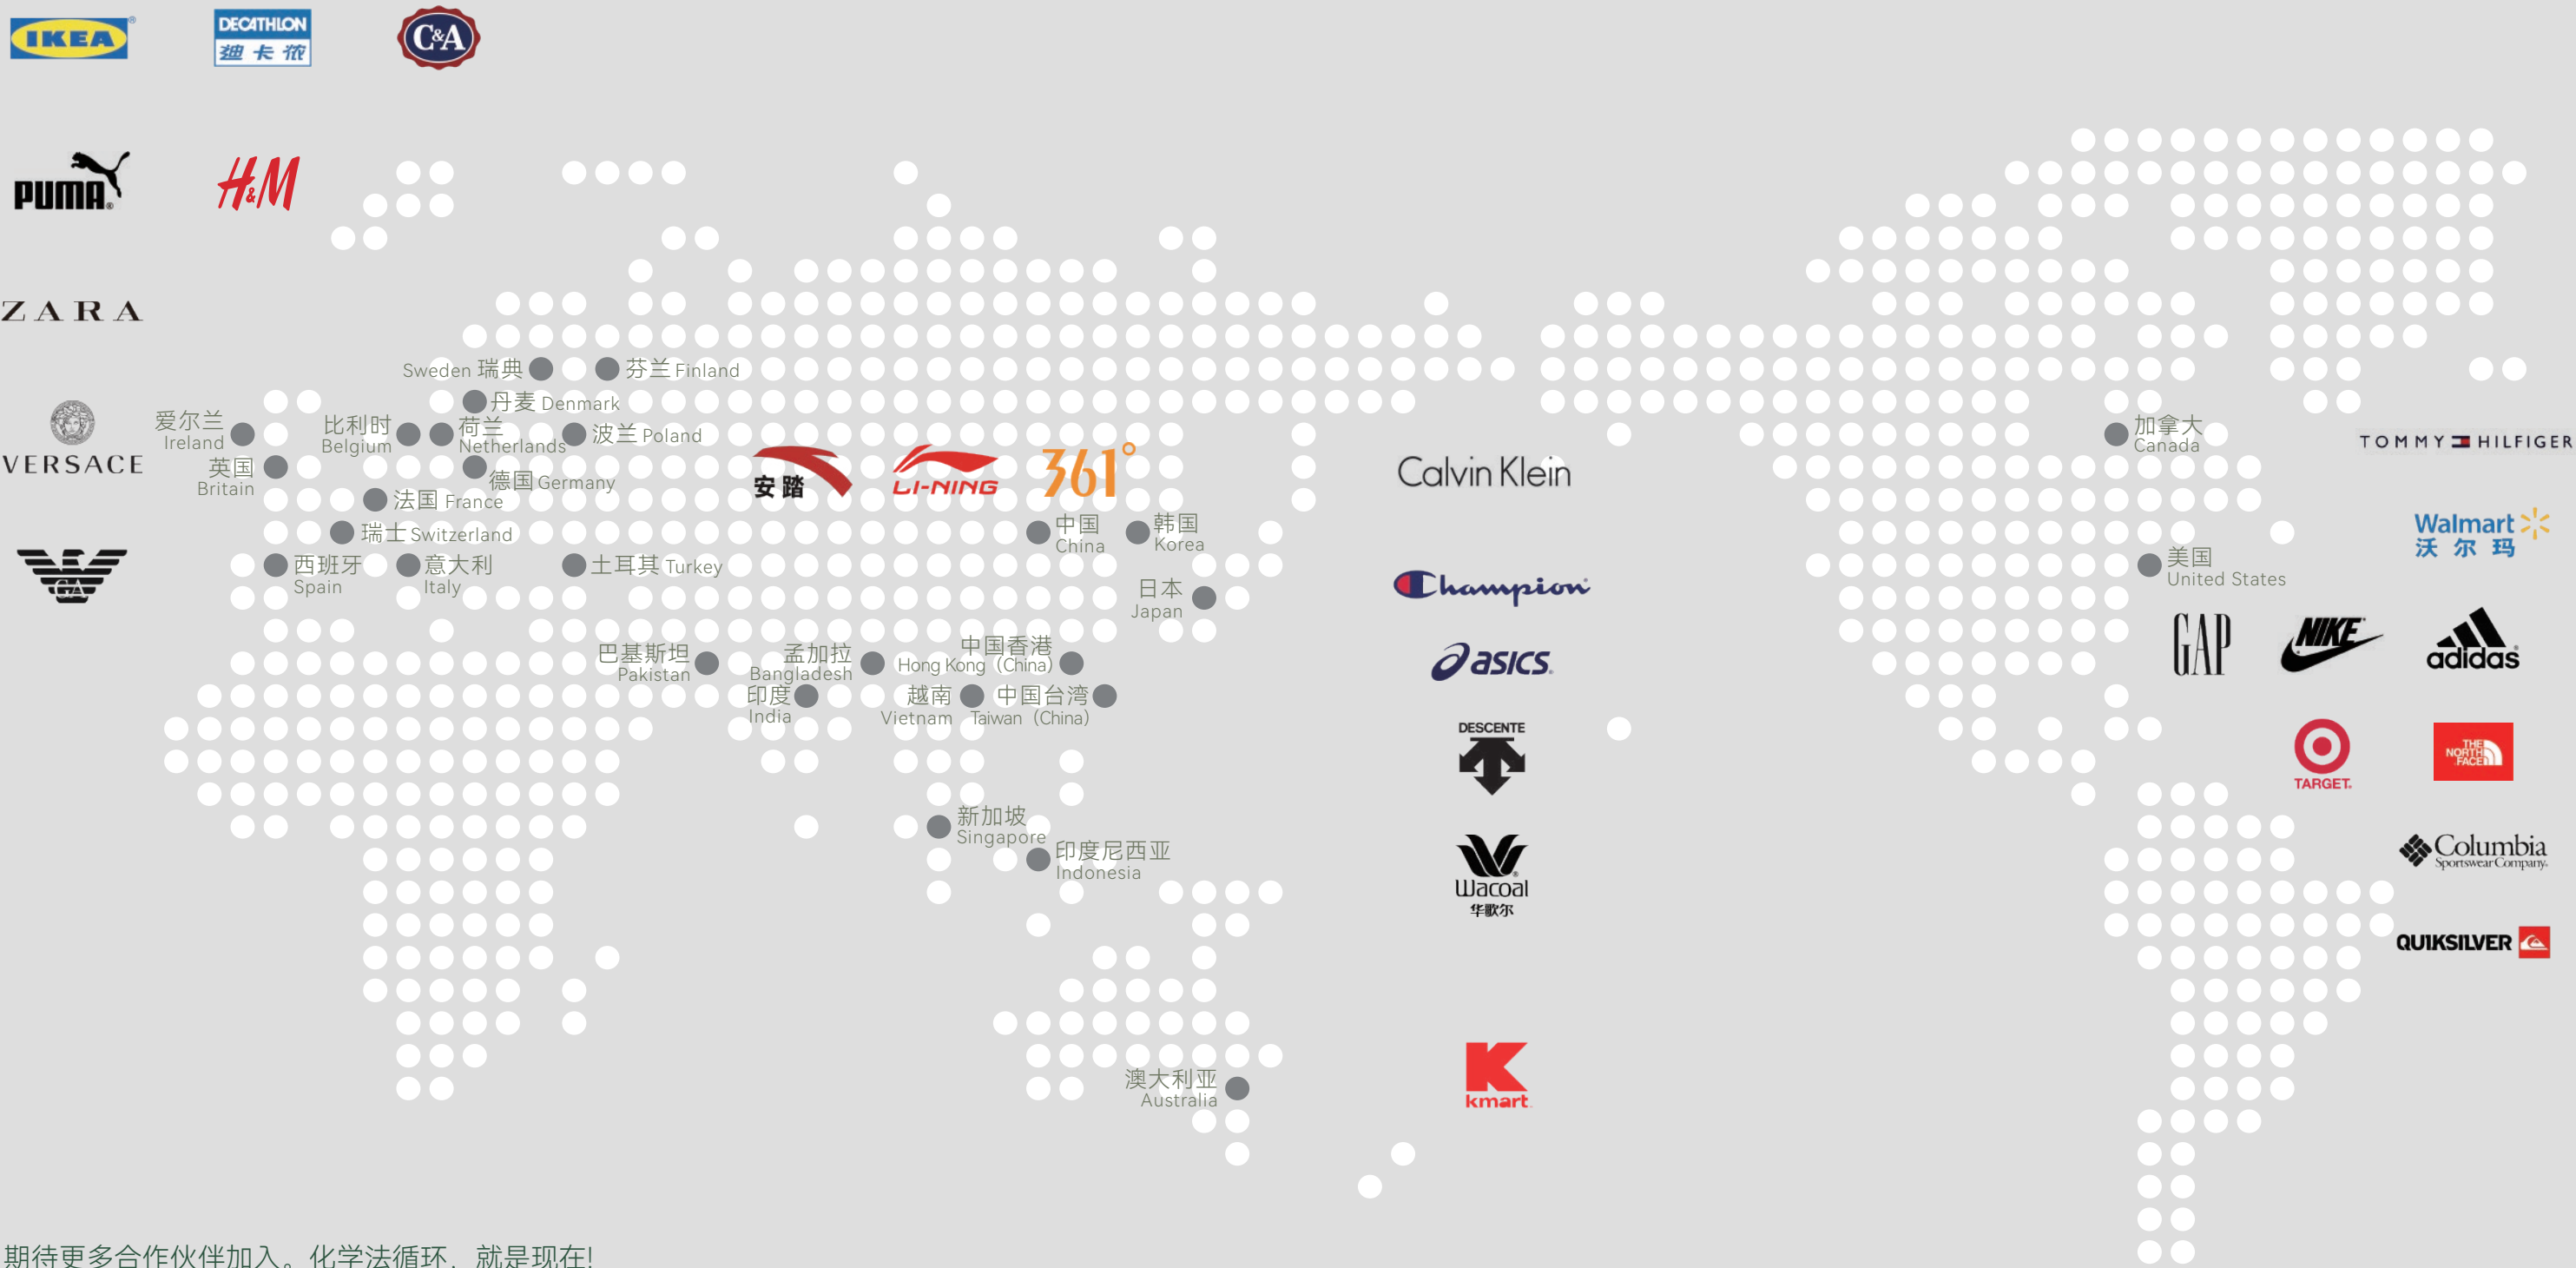 IKEA
DECATHLON
迪卡侬
C&A
PUMA
H&M
ZARA
Sweden 瑞典
芬兰 Finland
丹麦 Denmark
爱尔兰
Ireland
比利时
Belgium
荷兰
Netherlands
波兰 Poland
VERSACE
英国
Britain
德国 Germany
法国 France
瑞士 Switzerland
西班牙
Spain
意大利
Italy
土耳其 Turkey
GA
安踏
LI-NING
361°
中国
China
韩国
Korea
日本
Japan
巴基斯坦
Pakistan
孟加拉
Bangladesh
中国香港
Hong Kong (China)
印度
India
越南
Vietnam
中国台湾
Taiwan (China)
新加坡
Singapore
印度尼西亚
Indonesia
澳大利亚
Australia
Calvin Klein
Champion
asics
DESCENTE
Wacoal
华歌尔
kmart
加拿大
Canada
TOMMY HILFIGER
Walmart
沃尔玛
美国
United States
GAP
NIKE
adidas
TARGET
THE
NORTH
FACE
Columbia
Sportswear Company
QUIKSILVER
期待更多合作伙伴加入。化学法循环，就是现在!